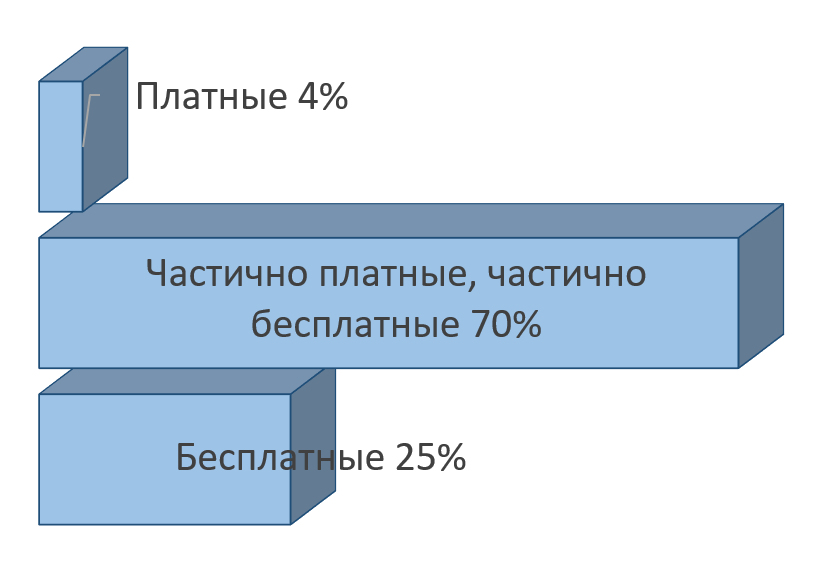 Платные 4%
Частично платные, частично
бесплатные 70%
Бесплатные 25%